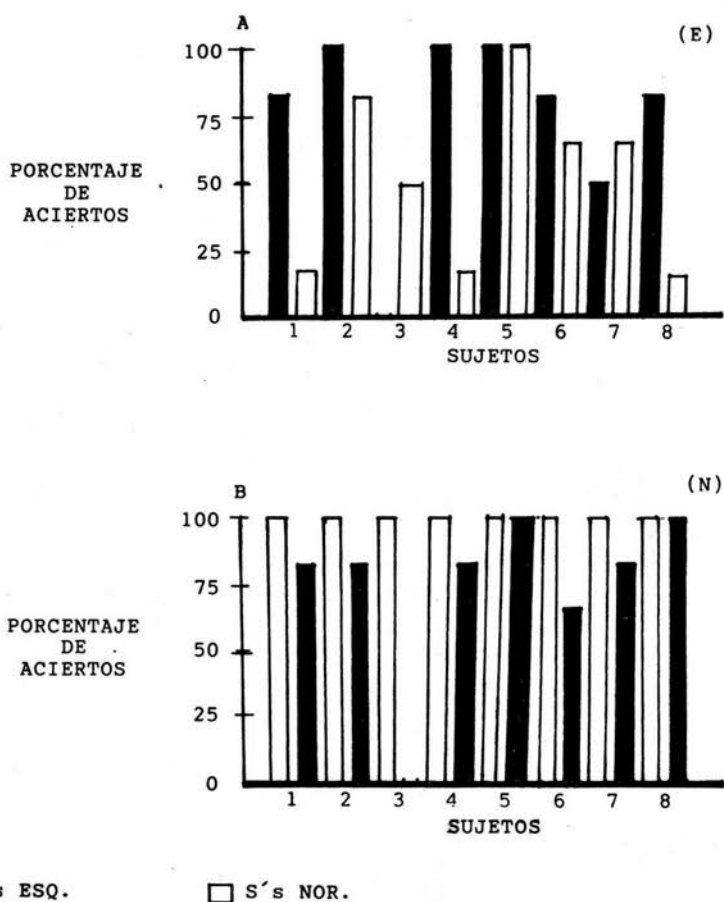 A
(E)
100
75
50
25
0
PORCENTAJE
DE
ACIERTOS
1 2 3 4 5 6 7 8
SUJETOS
B
(N)
100
75
50
25
0
PORCENTAJE
DE
ACIERTOS
1 2 3 4 5 6 7 8
SUJETOS
s ESQ.
S´s NOR.